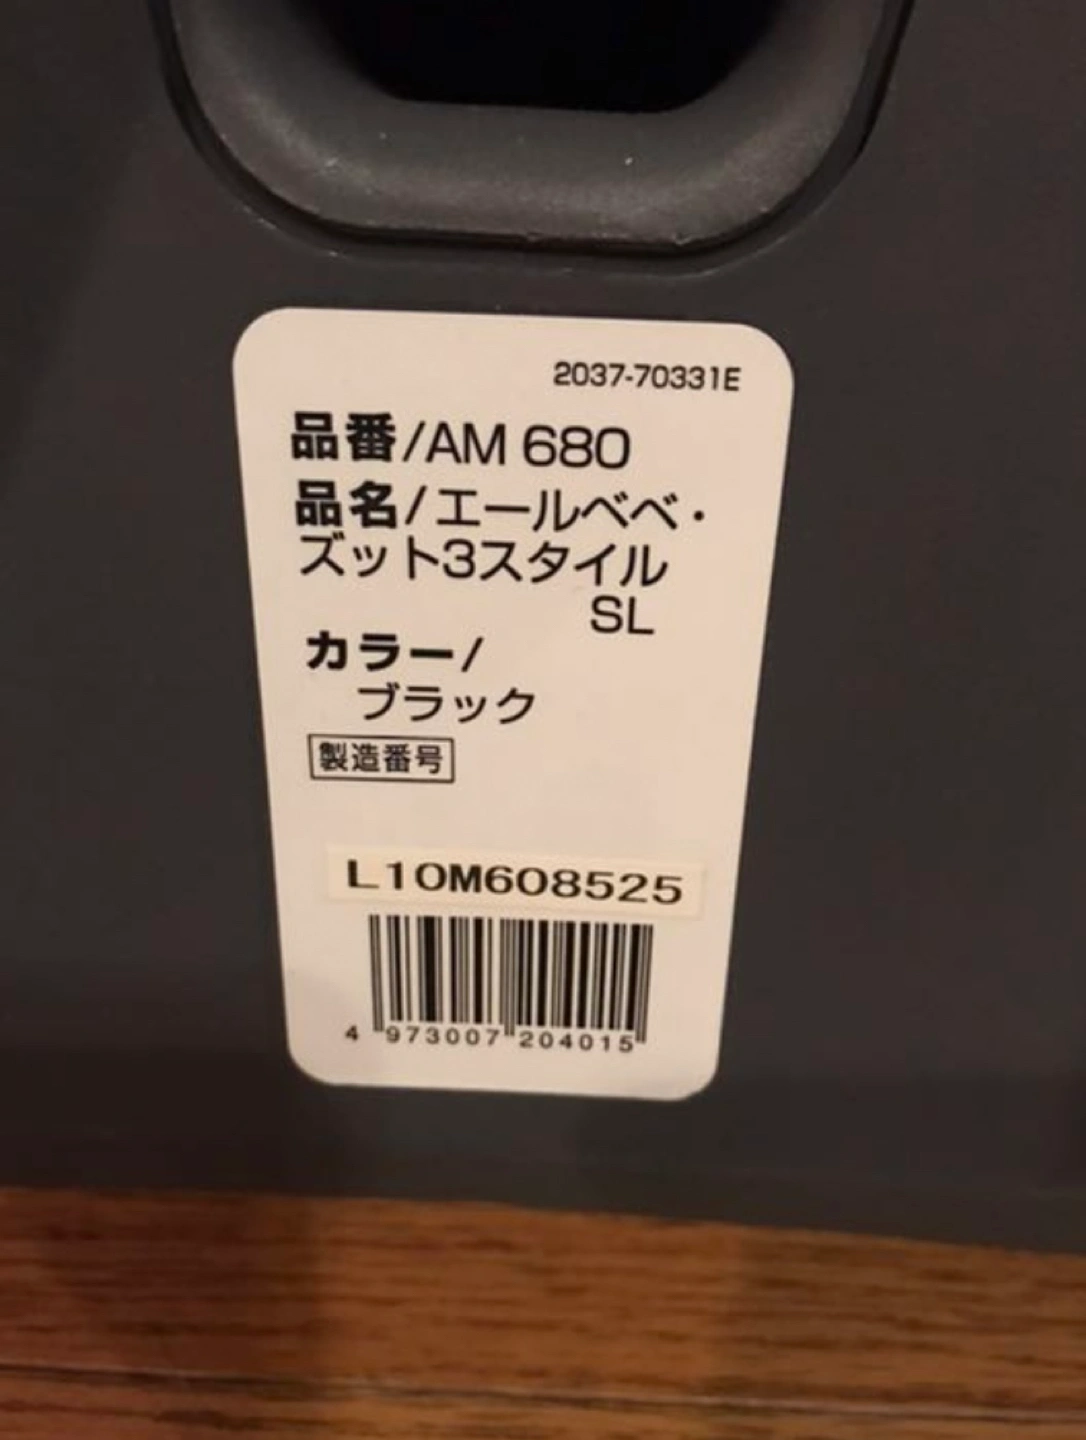 2037-70331E
品番/AM 680
品名/エールベベ・
ズット3スタイル
SL
カラー/
ブラック
製造番号
L10M608525
4 973007 204015